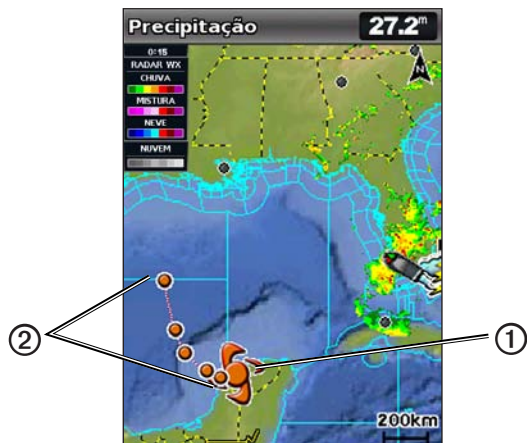 Precipitação 27.2m
0:15
RADAR WX
CHUVA
MISTURA
NEVE
NUVEM
N
②
①
200km